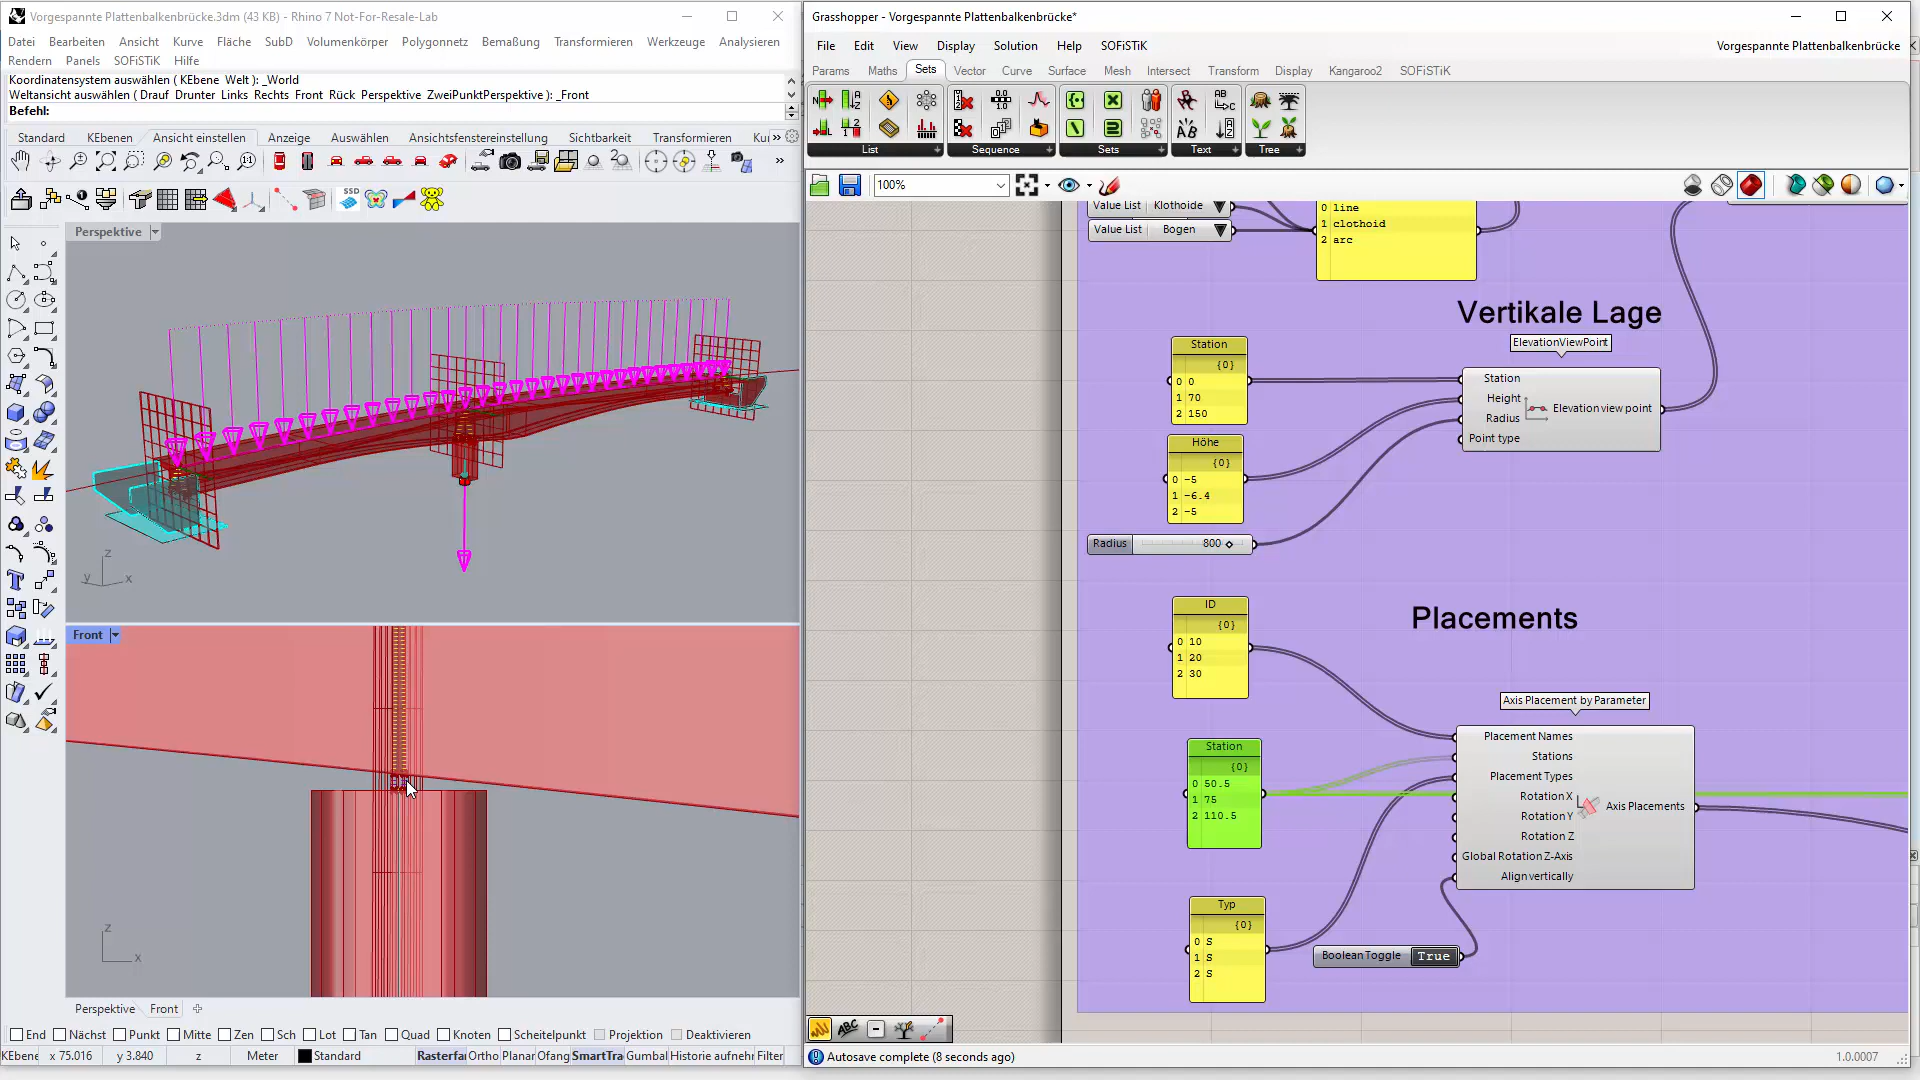 Vorgespannte Plattenbalkenbrücke.3dm (43 KB) - Rhino 7 Not-For-Resale-Lab
Datei Bearbeiten Ansicht Kurve Fläche SubD Volumenkörper Polygonnetz Bemaßung Transformieren Werkzeuge Analysieren
Rendern Panels SOFiSTiK Hilfe
Koordinatensystem auswählen ( KEbene Welt ): _World
Weltansicht auswählen ( Drauf Drunter Links Rechts Front Rück Perspektive ZweiPunktPerspektive ): _Front
Befehl:
Standard KEbenen Ansicht einstellen Anzeige Auswählen Ansichtsfenstereinstellung Sichtbarkeit Transformieren Ku
SSD
Perspektive
z
y x
Front
z
x
Perspektive Front
End Nächst Punkt Mitte Zen Sch Lot Tan Quad Knoten Scheitelpunkt Projektion Deaktivieren
KEbene x 75.016 y 3.840 z Meter Standard Rasterfa Ortho Planar Ofang SmartTra Gumbal Historie aufnehr Filter
Grasshopper - Vorgespannte Plattenbalkenbrücke*
File Edit View Display Solution Help SOFiSTiK
Vorgespannte Plattenbalkenbrücke
Params Maths Sets Vector Curve Surface Mesh Intersect Transform Display Kangaroo2 SOFiSTiK
List Sequence Sets Text Tree
100%
Value List Klothoide
Value List Bogen
0 line
1 clothoid
2 arc
Vertikale Lage
ElevationViewPoint
Station
{0}
0 0
1 70
2 150
Höhe
{0}
0 -5
1 -6.4
2 -5
Radius 800
Station
Height
Radius
Point type
Elevation view point
Placements
ID
{0}
0 10
1 20
2 30
Axis Placement by Parameter
Station
{0}
0 50.5
1 75
2 110.5
Placement Names
Stations
Placement Types
Rotation X
Rotation Y
Rotation Z
Global Rotation Z-Axis
Align vertically
Axis Placements
Typ
{0}
0 S
1 S
2 S
Boolean Toggle True
Autosave complete (8 seconds ago)
1.0.0007